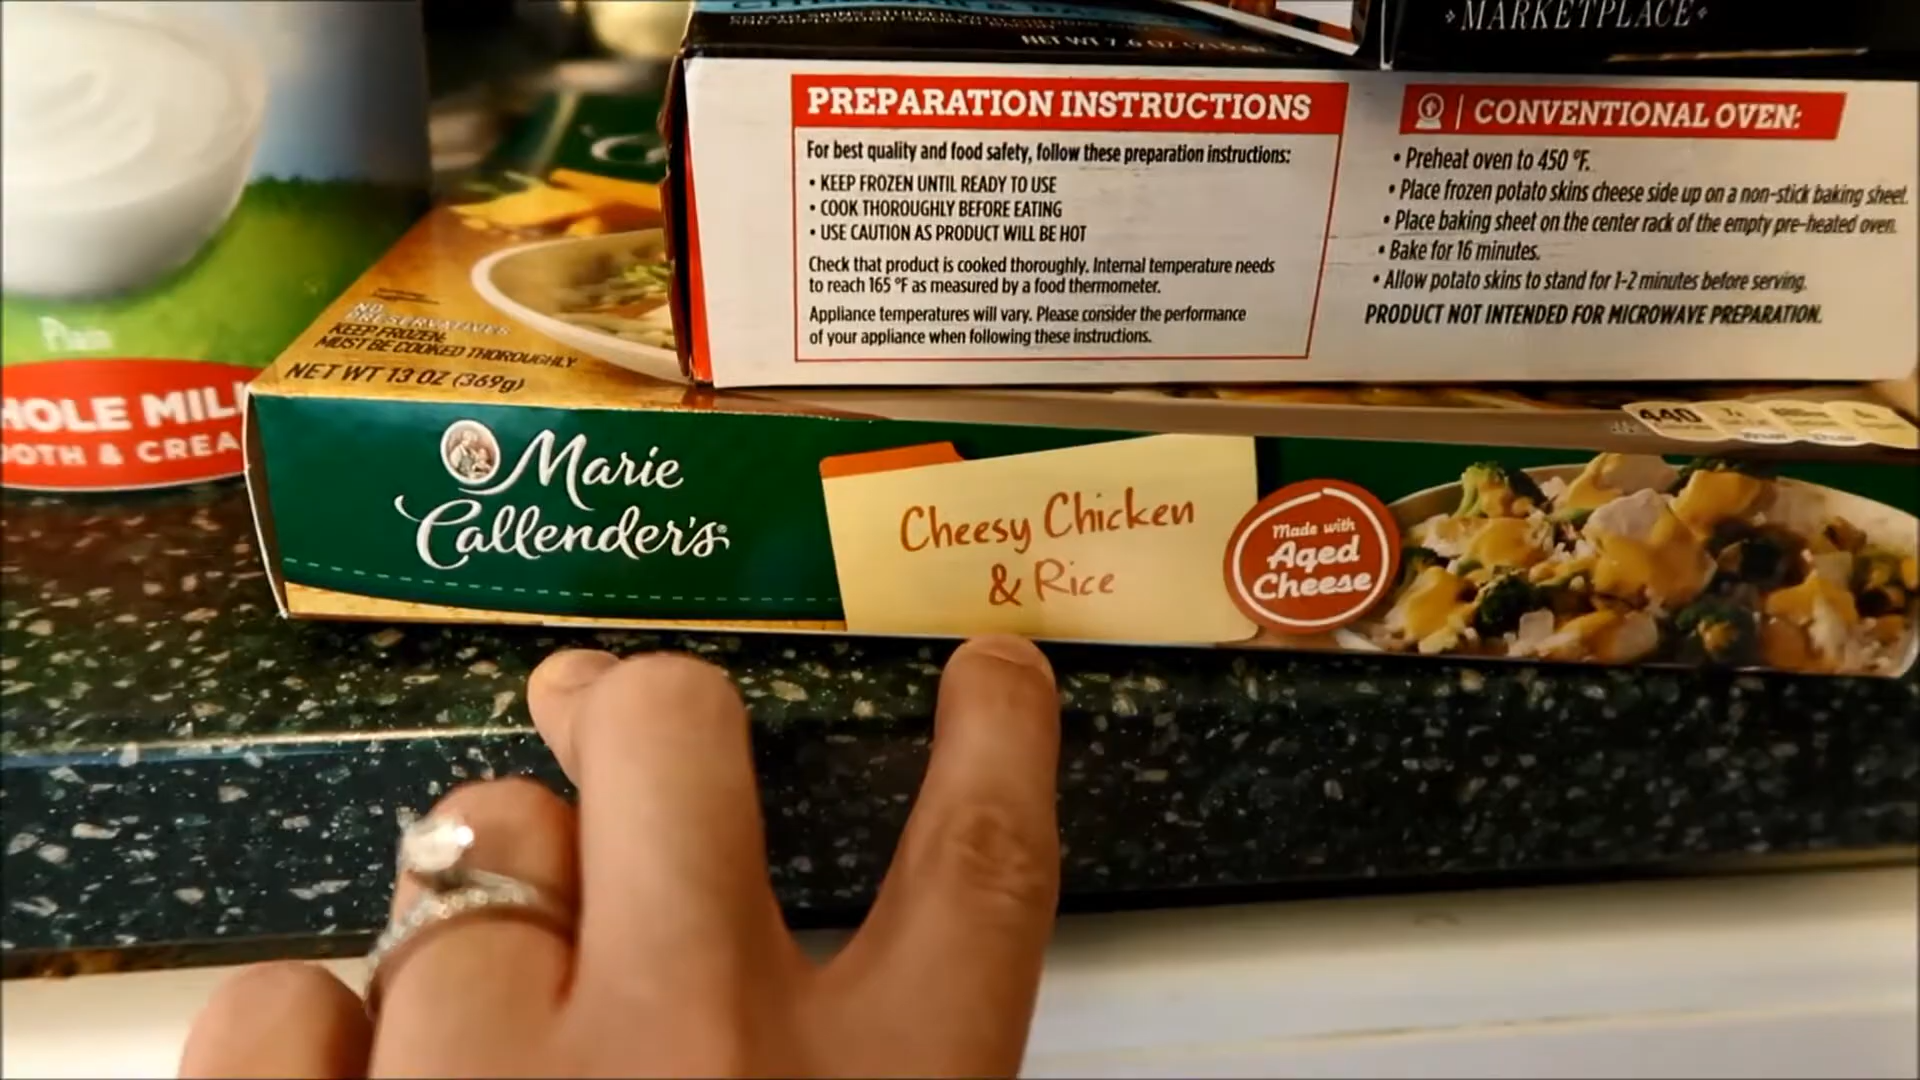 MARKETPLACE
NET WT 7.6 OZ
PREPARATION INSTRUCTIONS
For best quality and food safety, follow these preparation instructions:
• KEEP FROZEN UNTIL READY TO USE
• COOK THOROUGHLY BEFORE EATING
• USE CAUTION AS PRODUCT WILL BE HOT
Check that product is cooked thoroughly. Internal temperature needs
to reach 165 °F as measured by a food thermometer.
Appliance temperatures will vary. Please consider the performance
of your appliance when following these instructions.
CONVENTIONAL OVEN:
• Preheat oven to 450 °F.
• Place frozen potato skins cheese side up on a non-stick baking sheet.
• Place baking sheet on the center rack of the empty pre-heated oven.
• Bake for 16 minutes.
• Allow potato skins to stand for 1-2 minutes before serving.
PRODUCT NOT INTENDED FOR MICROWAVE PREPARATION.
Plain
HOLE MIL
OOTH & CREA
NO
PRESERVATIVES
KEEP FROZEN:
MUST BE COOKED THOROUGHLY
NET WT 13 OZ (369g)
440
Marie
Callender's®
Cheesy Chicken
& Rice
Made with
Aged
Cheese